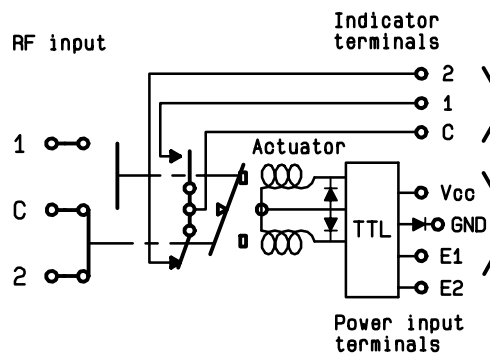 Indicator
terminals
RF input
2
1
C
Actuator
1
C
2
TTL
Vcc
GND
E1
E2
Power input
terminals